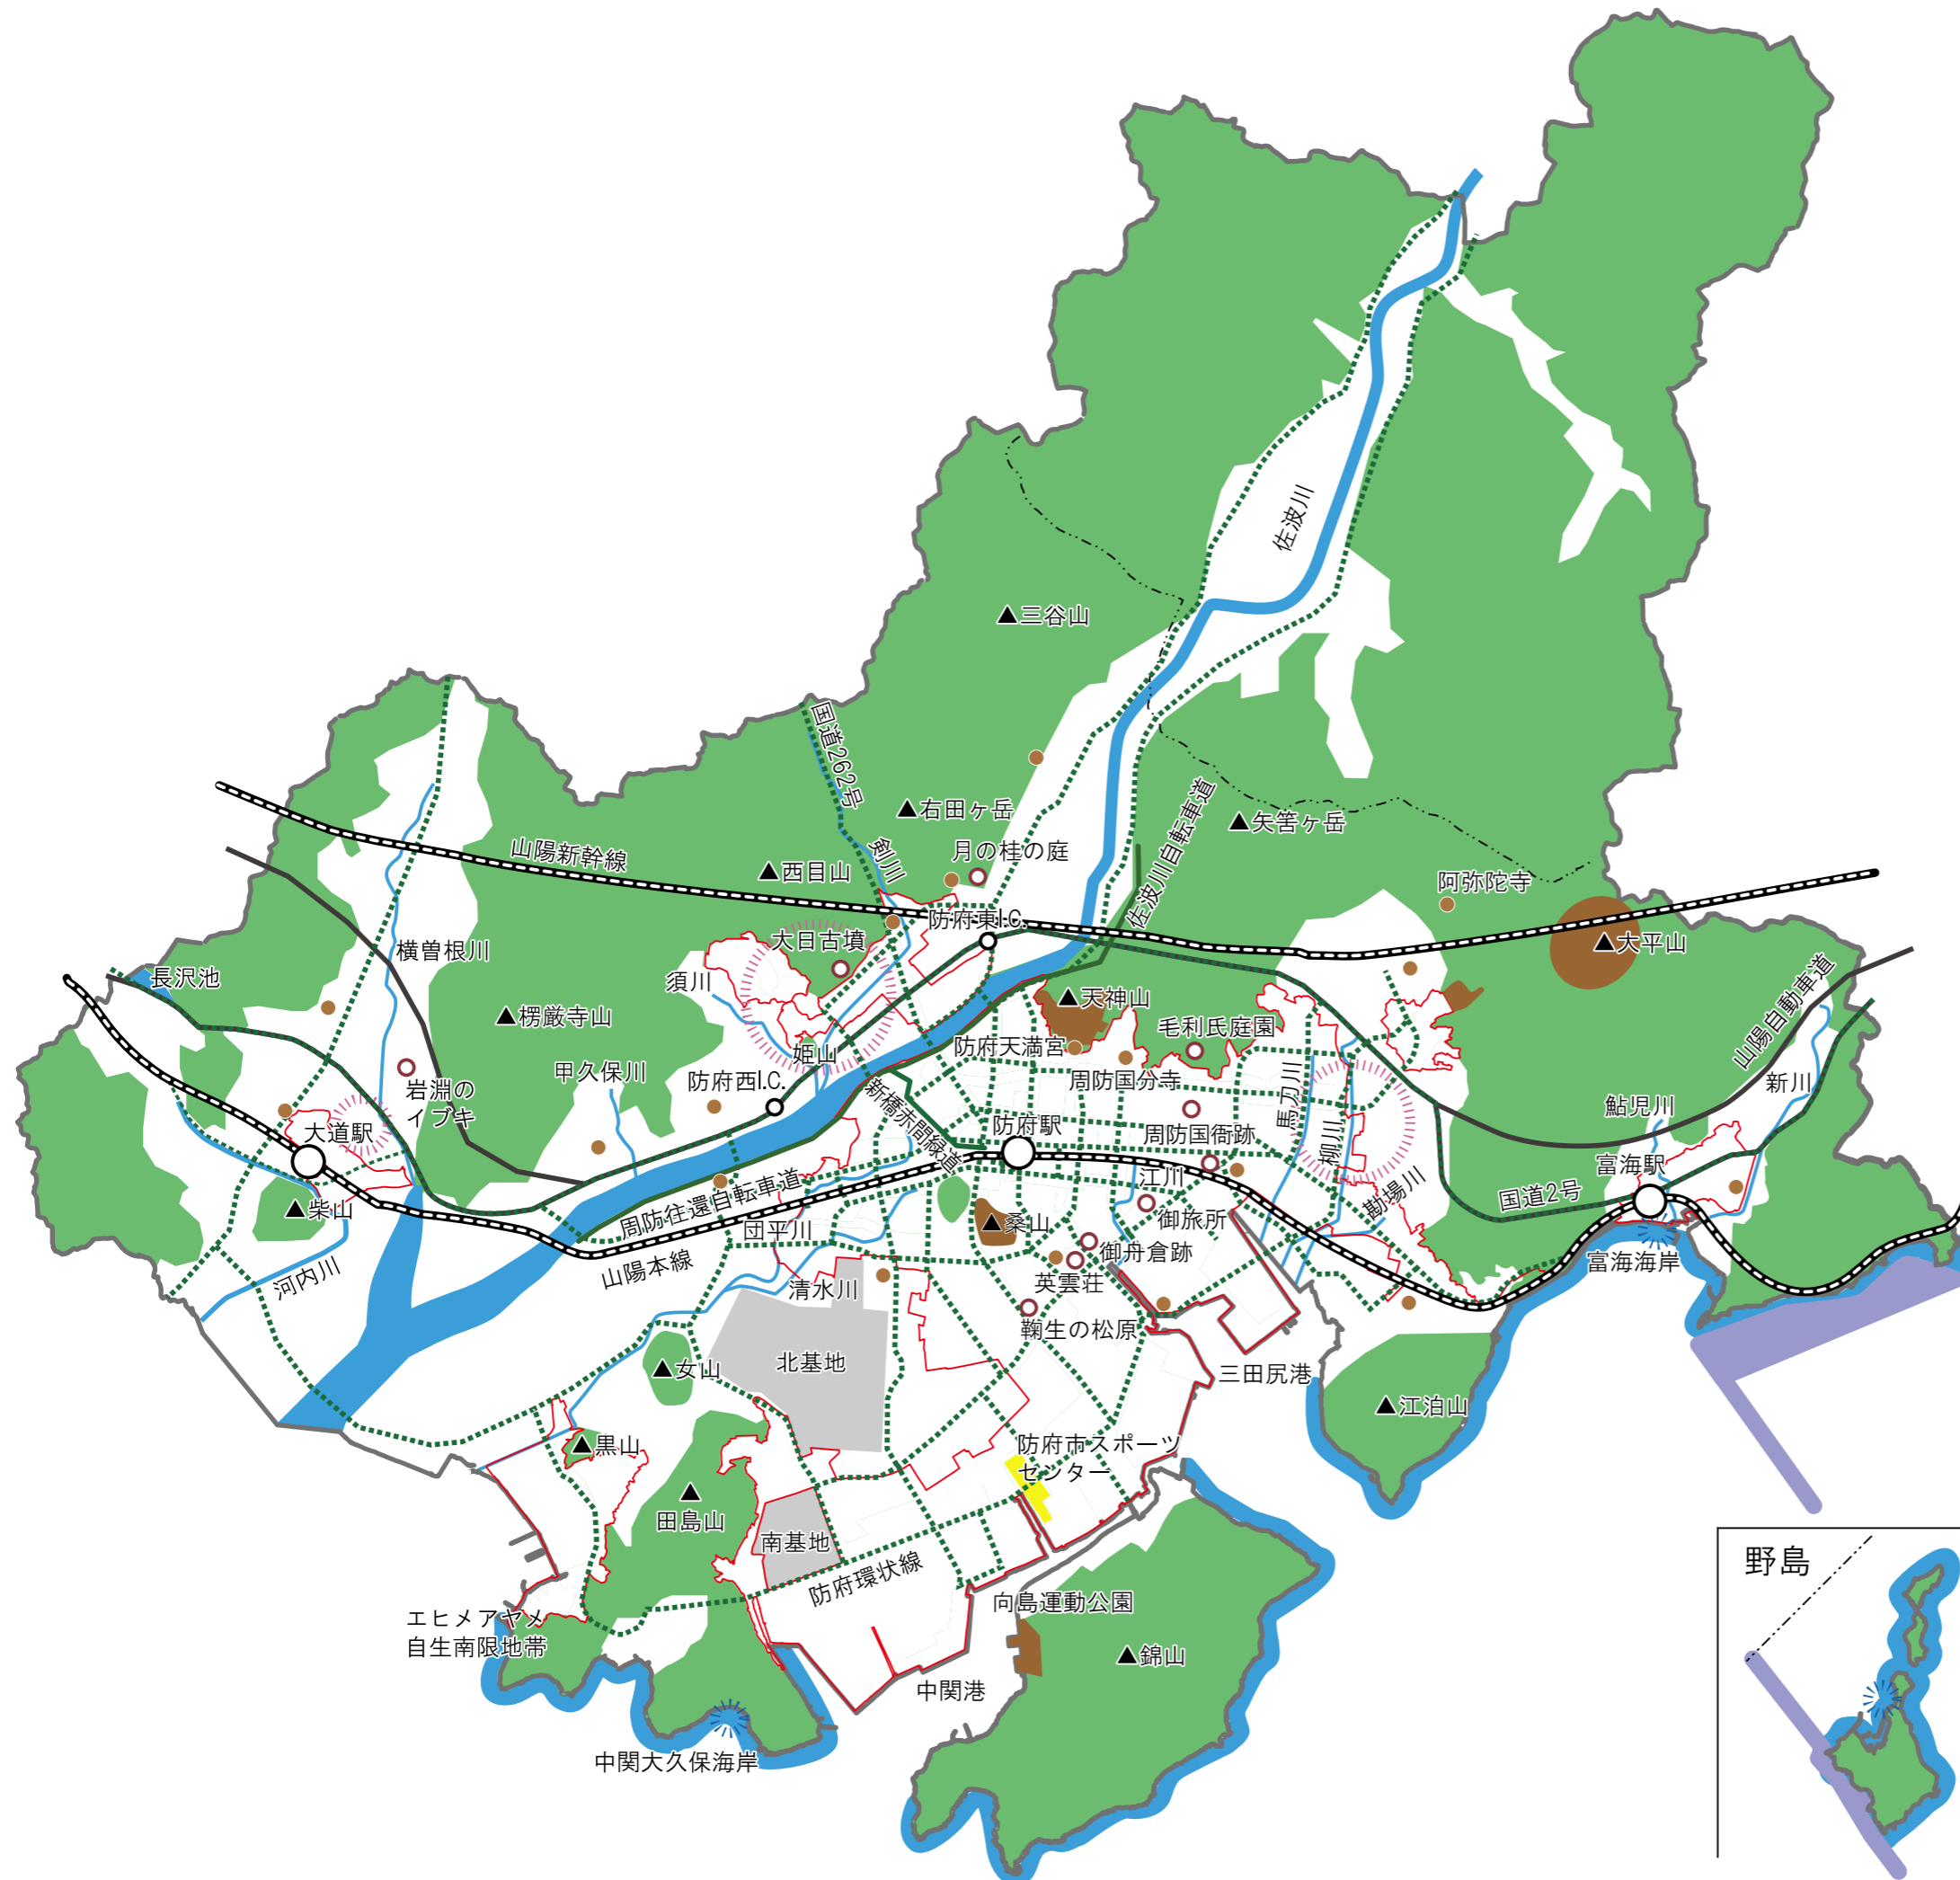 佐波川
▲三谷山
国道262号
▲右田ヶ岳
▲矢筈ヶ岳
山陽新幹線
剣川
月の桂の庭
▲西目山
佐波川自転車道
阿弥陀寺
防府東I.C.
大日古墳
▲大平山
横曽根川
長沢池
須川
▲天神山
山陽自動車道
▲楞厳寺山
毛利氏庭園
防府天満宮
姫山
甲久保川
防府西I.C.
周防国分寺
新川
岩淵の
イブキ
新橋赤間緑道
馬刀川
鮎児川
大道駅
防府駅
周防国衙跡
柳川
富海駅
江川
周防往還自転車道
勘場川
国道2号
▲柴山
団平川
▲桑山
御旅所
山陽本線
御舟倉跡
富海海岸
河内川
清水川
英雲荘
鞠生の松原
北基地
▲女山
三田尻港
▲江泊山
▲黒山
防府市スポーツ
センター
▲
田島山
南基地
防府環状線
野島
エヒメアヤメ
自生南限地帯
向島運動公園
▲錦山
中関港
中関大久保海岸